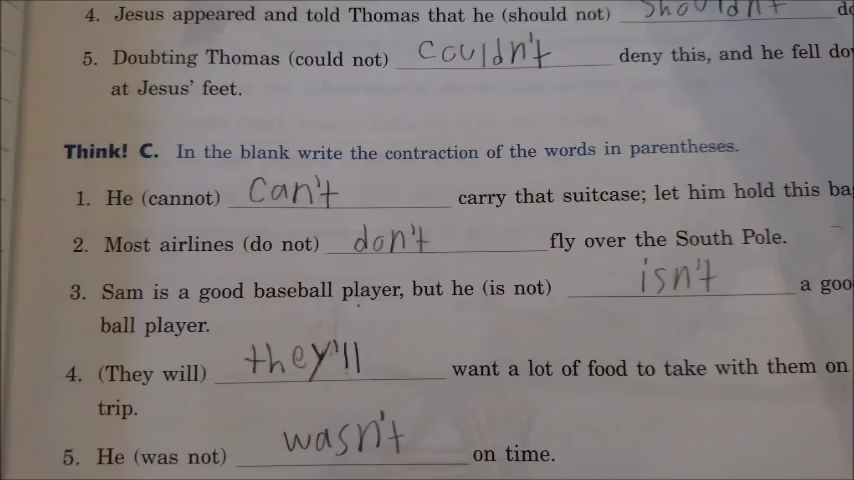 4. Jesus appeared and told Thomas that he (should not) shouldn't
5. Doubting Thomas (could not) couldn't deny this, and he fell
at Jesus' feet.
Think! C. In the blank write the contraction of the words in parentheses.
1. He (cannot) can't carry that suitcase; let him hold this
2. Most airlines (do not) don't fly over the South Pole.
3. Sam is a good baseball player, but he (is not) isn't a
ball player.
4. (They will) they'll want a lot of food to take with them on
trip.
5. He (was not) wasn't on time.